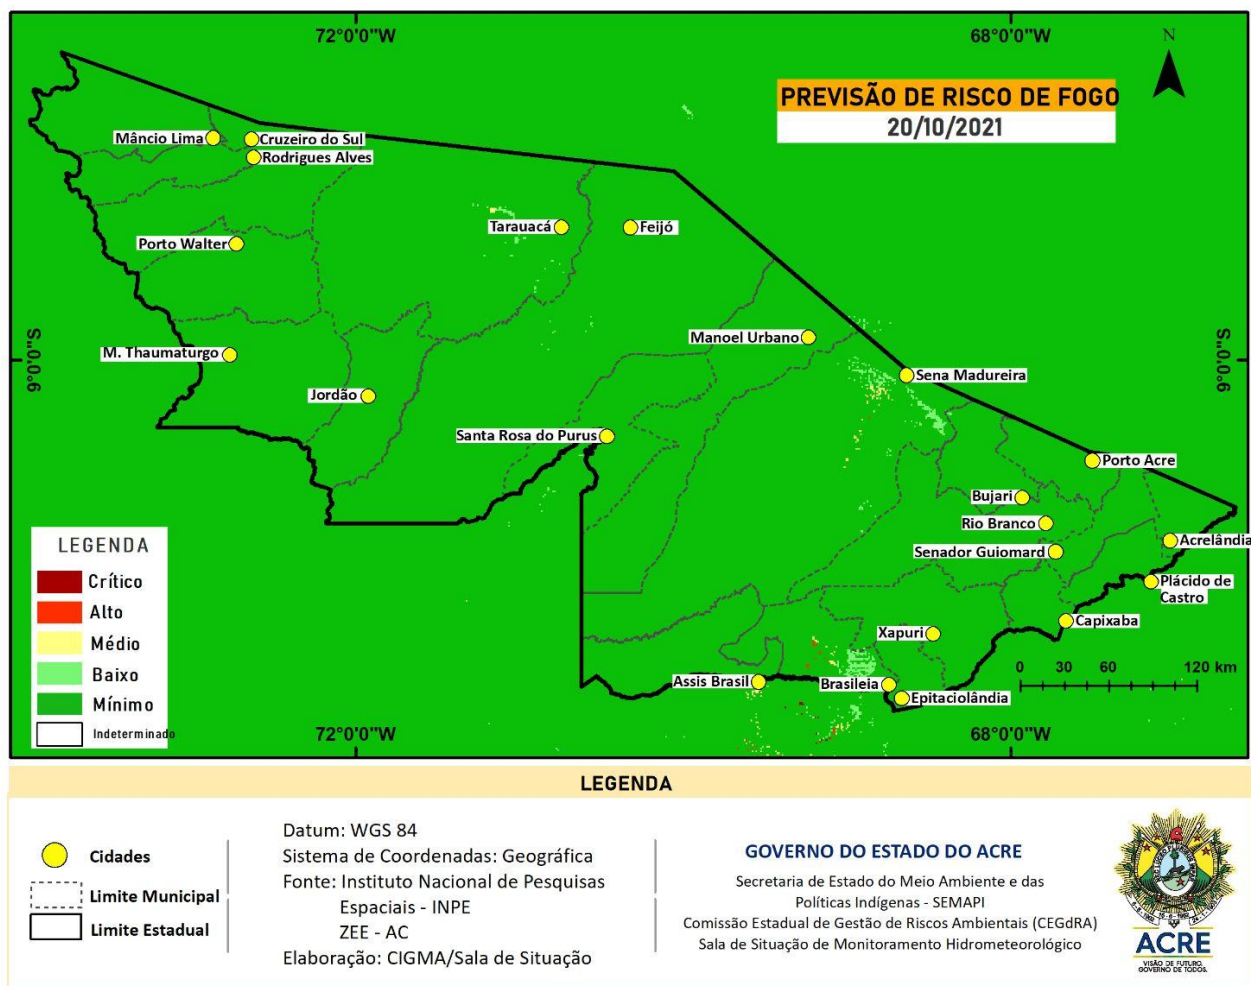 72°0'0"W
68°0'0"W
N
PREVISÃO DE RISCO DE FOGO
20/10/2021
Mâncio Lima
Cruzeiro do Sul
Rodrigues Alves
Tarauacá
Feijó
Porto Walter
9°0'0"S
9°0'0"S
Manoel Urbano
M. Thaumaturgo
Sena Madureira
Jordão
Santa Rosa do Purus
Porto Acre
Bujari
Rio Branco
Acrelândia
Senador Guiomard
Plácido de
Castro
Capixaba
Xapuri
Assis Brasil
Brasileia
Epitaciolândia
0 30 60 120 km
72°0'0"W
68°0'0"W
LEGENDA
Crítico
Alto
Médio
Baixo
Mínimo
Indeterminado
LEGENDA
Cidades
Limite Municipal
Limite Estadual
Datum: WGS 84
Sistema de Coordenadas: Geográfica
Fonte: Instituto Nacional de Pesquisas
Espaciais - INPE
ZEE - AC
Elaboração: CIGMA/Sala de Situação
GOVERNO DO ESTADO DO ACRE
Secretaria de Estado do Meio Ambiente e das
Políticas Indígenas - SEMAPI
Comissão Estadual de Gestão de Riscos Ambientais (CEGdRA)
Sala de Situação de Monitoramento Hidrometeorológico
ACRE
VISÃO DE FUTURO.
GOVERNO DE TODOS.